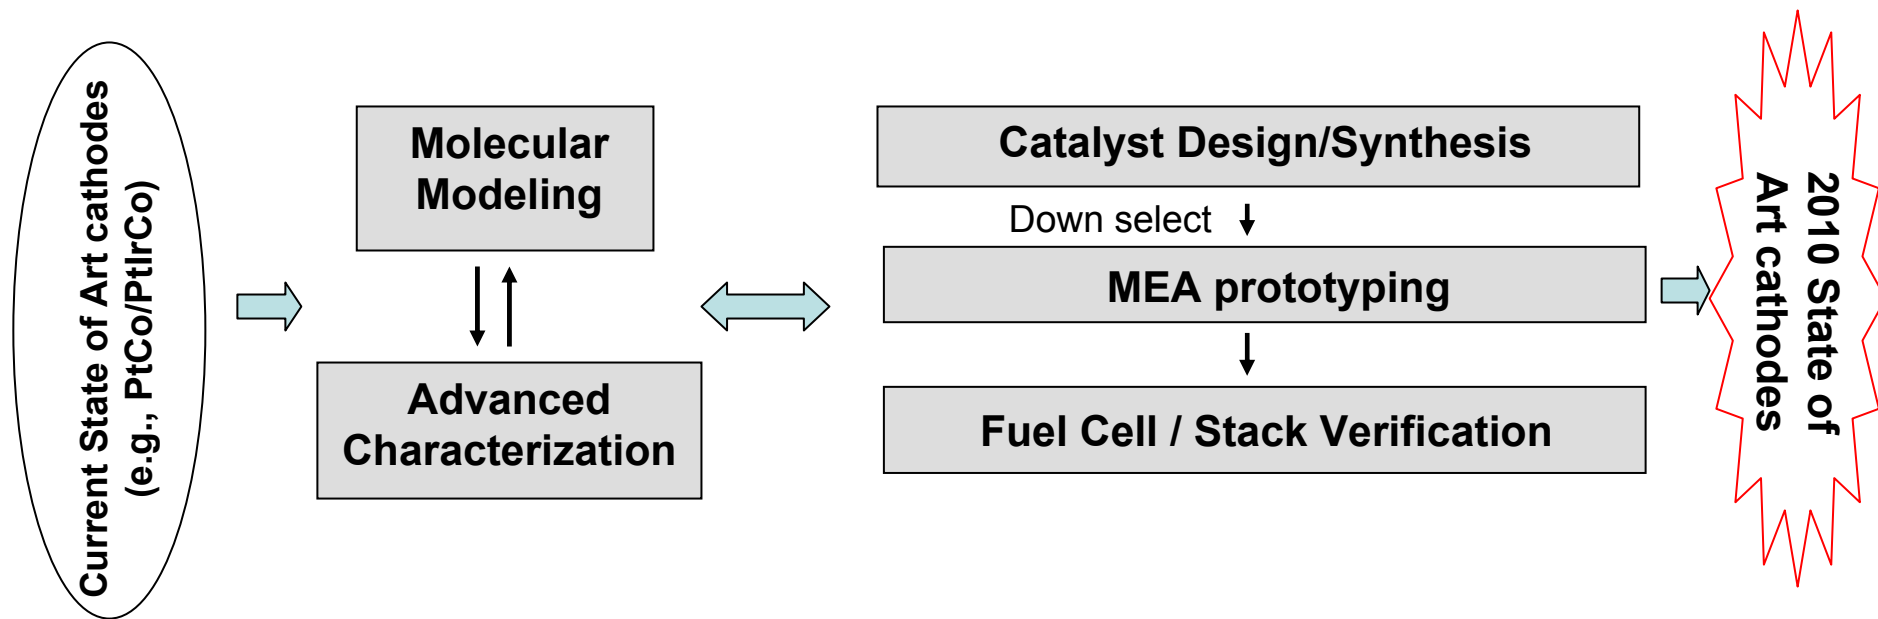 Current State of Art cathodes
(e.g., PtCo/PtIrCo)
Molecular
Modeling
Advanced
Characterization
Catalyst Design/Synthesis
Down select
MEA prototyping
Fuel Cell / Stack Verification
2010 State of
Art cathodes